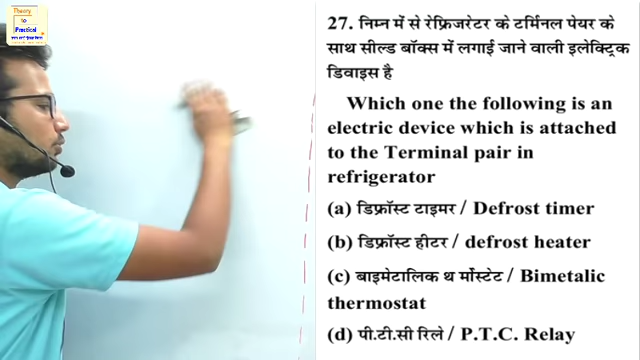 Theory
to
Practical
27. निम्न में से रेफ्रिजरेटर के टर्मिनल पेयर के
साथ सील्ड बॉक्स में लगाई जाने वाली इलेक्ट्रिक
डिवाइस है
Which one the following is an
electric device which is attached
to the Terminal pair in
refrigerator
(a) डिफ्रॉस्ट टाइमर / Defrost timer
(b) डिफ्रॉस्ट हीटर / defrost heater
(c) बाइमेटालिक थ र्मोस्टेट / Bimetalic
thermostat
(d) पी.टी.सी रिले / P.T.C. Relay